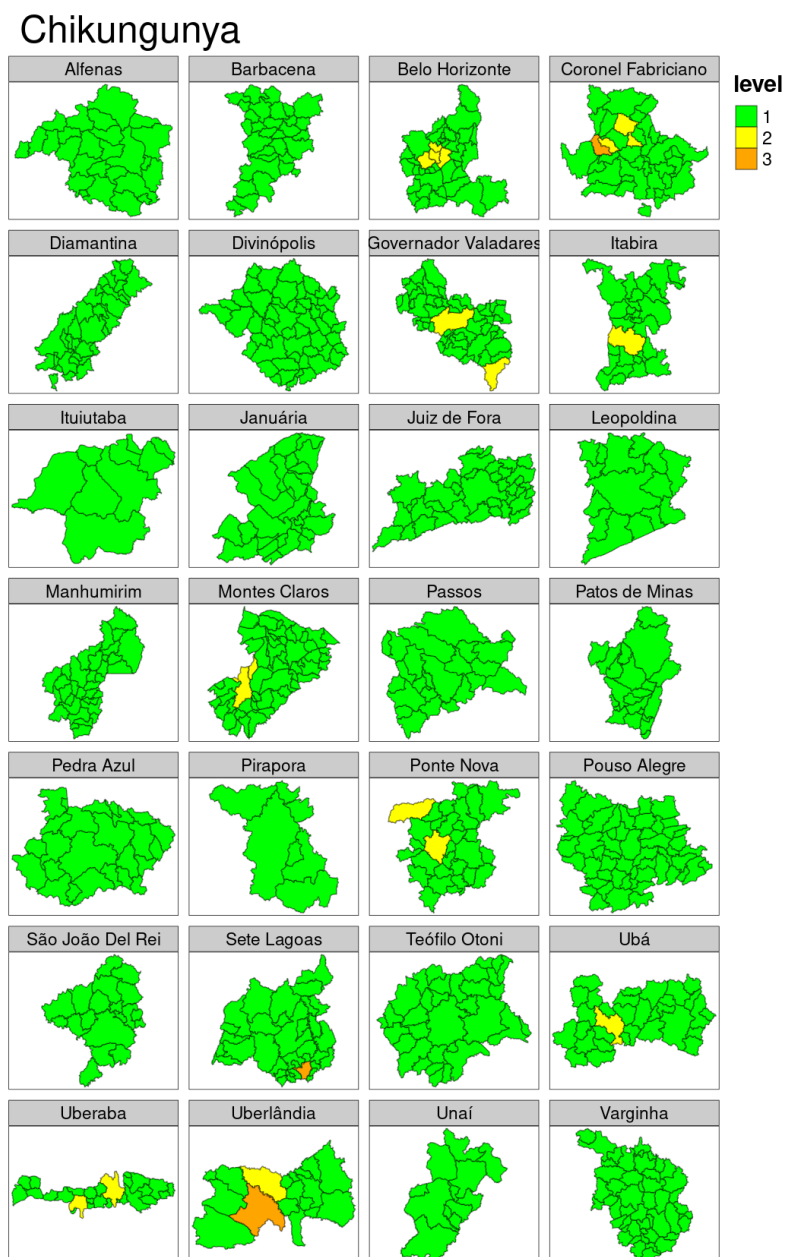 Chikungunya
Alfenas
Barbacena
Belo Horizonte
Coronel Fabriciano
level
1
2
3
Diamantina
Divinópolis
Governador Valadares
Itabira
Ituiutaba
Januária
Juiz de Fora
Leopoldina
Manhumirim
Montes Claros
Passos
Patos de Minas
Pedra Azul
Pirapora
Ponte Nova
Pouso Alegre
São João Del Rei
Sete Lagoas
Teófilo Otoni
Ubá
Uberaba
Uberlândia
Unaí
Varginha